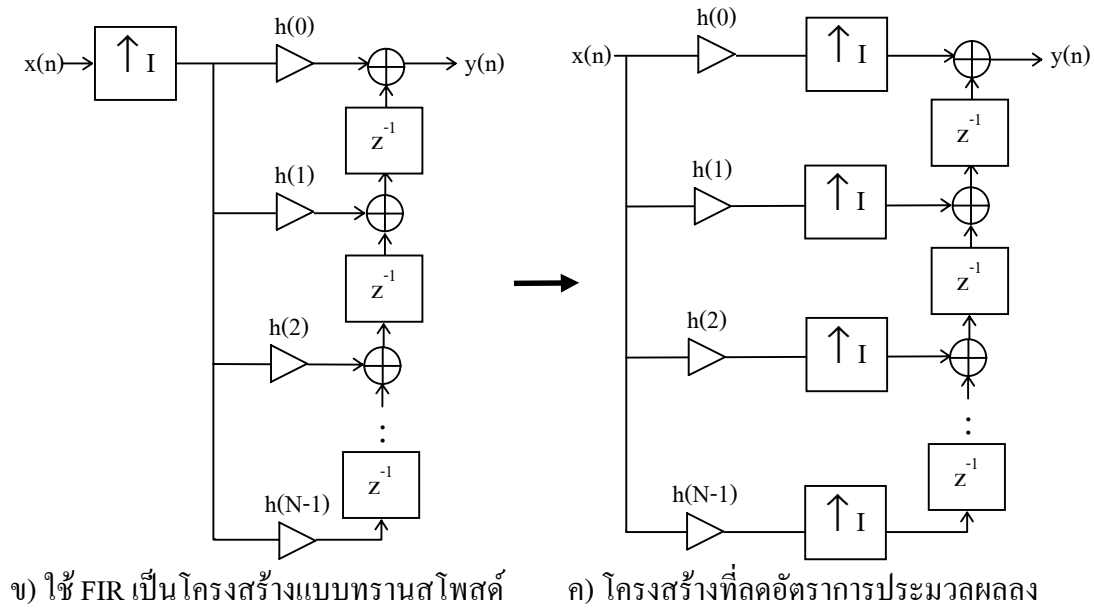 h(0)
x(n)
↑ I
y(n)
z⁻¹
h(1)
z⁻¹
h(2)
:
z⁻¹
h(N-1)
ข) ใช้ FIR เป็นโครงสร้างแบบทรานสโพสด์
h(0)
x(n)
↑ I
y(n)
z⁻¹
h(1)
↑ I
z⁻¹
h(2)
↑ I
:
z⁻¹
h(N-1)
↑ I
ค) โครงสร้างที่ลดอัตราการประมวลผลลง